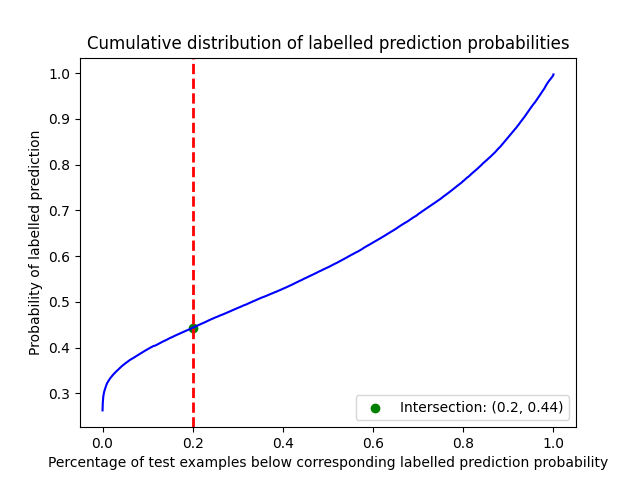 Cumulative distribution of labelled prediction probabilities
Probability of labelled prediction
1.0
0.9
0.8
0.7
0.6
0.5
0.4
0.3
Intersection: (0.2, 0.44)
0.0 0.2 0.4 0.6 0.8 1.0
Percentage of test examples below corresponding labelled prediction probability